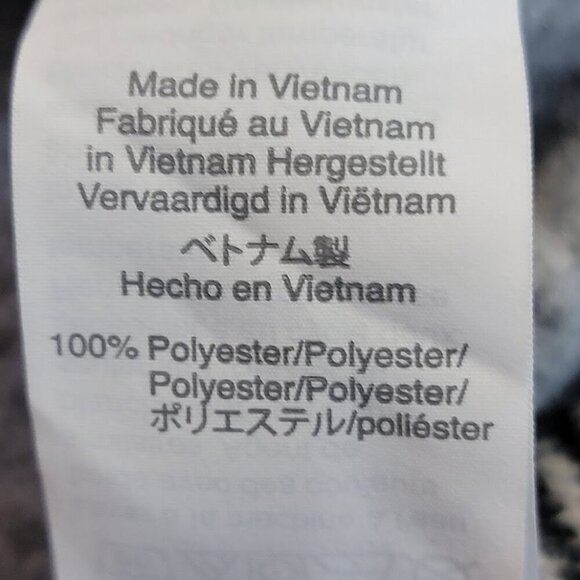 Made in Vietnam
Fabriqué au Vietnam
in Vietnam Hergestellt
Vervaardigd in Viëtnam
ベトナム製
Hecho en Vietnam
100% Polyester/Polyester/
Polyester/Polyester/
ポリエステル/poliéster